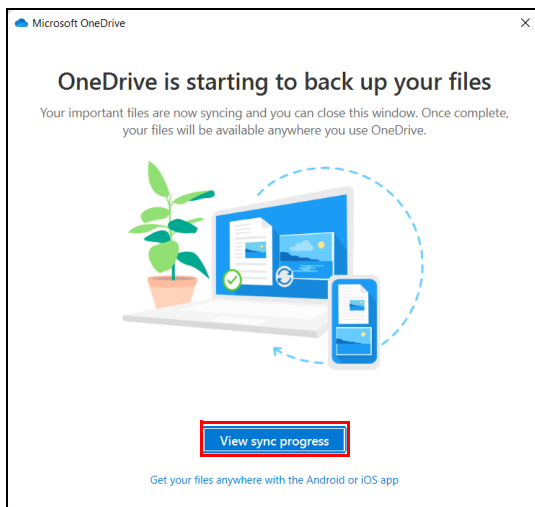 Microsoft OneDrive
OneDrive is starting to back up your files
Your important files are now syncing and you can close this window. Once complete,
your files will be available anywhere you use OneDrive.
View sync progress
Get your files anywhere with the Android or iOS app